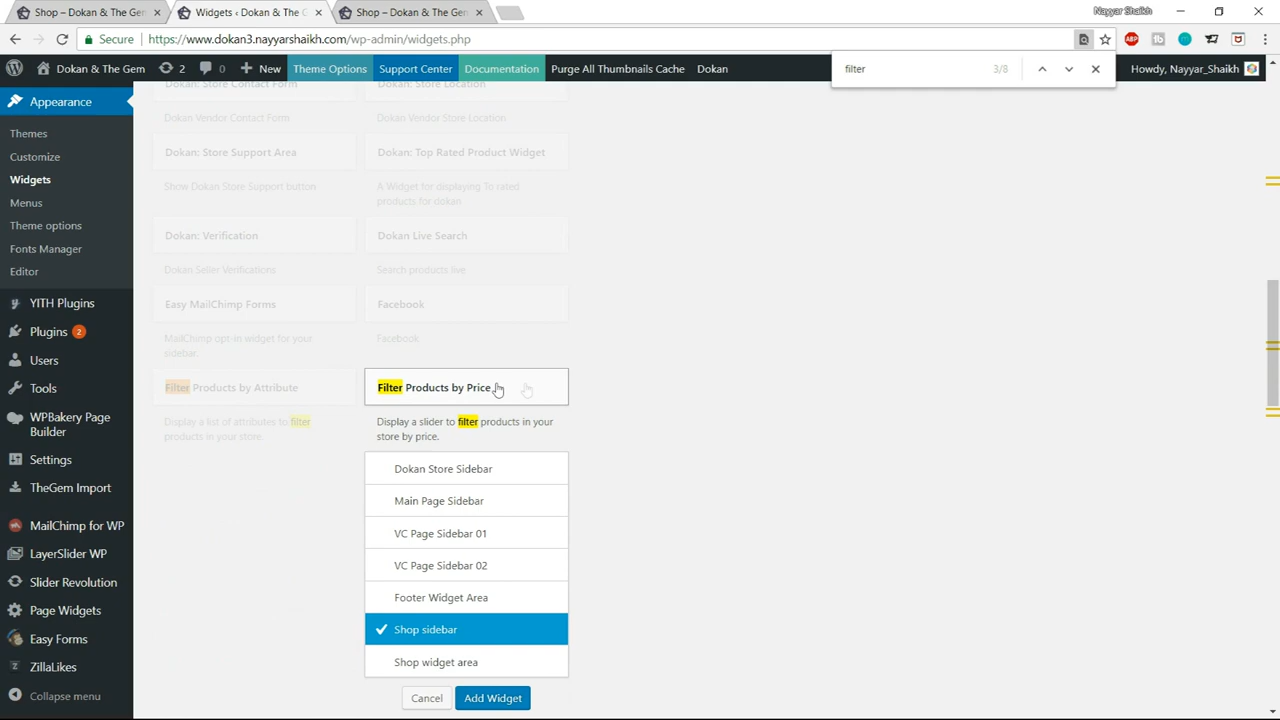 Shop – Dokan & The Gem
Widgets ‹ Dokan & The G
Shop – Dokan & The Gem
Nayyar Shaikh
Secure
https://www.dokan3.nayyarshaikh.com/wp-admin/widgets.php
ABP
Dokan & The Gem
2
0
New
Theme Options
Support Center
Documentation
Purge All Thumbnails Cache
Dokan
filter
3/8
Howdy, Nayyar_Shaikh
Appearance
Themes
Customize
Widgets
Menus
Theme options
Fonts Manager
Editor
YITH Plugins
Plugins 2
Users
Tools
WPBakery Page
Builder
Settings
TheGem Import
MailChimp for WP
LayerSlider WP
Slider Revolution
Page Widgets
Easy Forms
ZillaLikes
Collapse menu
Dokan: Store Contact Form
Dokan: Store Location
Dokan Vendor Contact Form
Dokan Vendor Store Location
Dokan: Store Support Area
Dokan: Top Rated Product Widget
Show Dokan Store Support button
A Widget for displaying To rated
products for dokan
Dokan: Verification
Dokan Live Search
Dokan Seller Verifications
Search products live
Easy MailChimp Forms
Facebook
MailChimp opt-in widget for your
sidebar.
Facebook
Filter Products by Attribute
Filter Products by Price
Display a list of attributes to filter
products in your store.
Display a slider to filter products in your
store by price.
Dokan Store Sidebar
Main Page Sidebar
VC Page Sidebar 01
VC Page Sidebar 02
Footer Widget Area
Shop sidebar
Shop widget area
Cancel
Add Widget